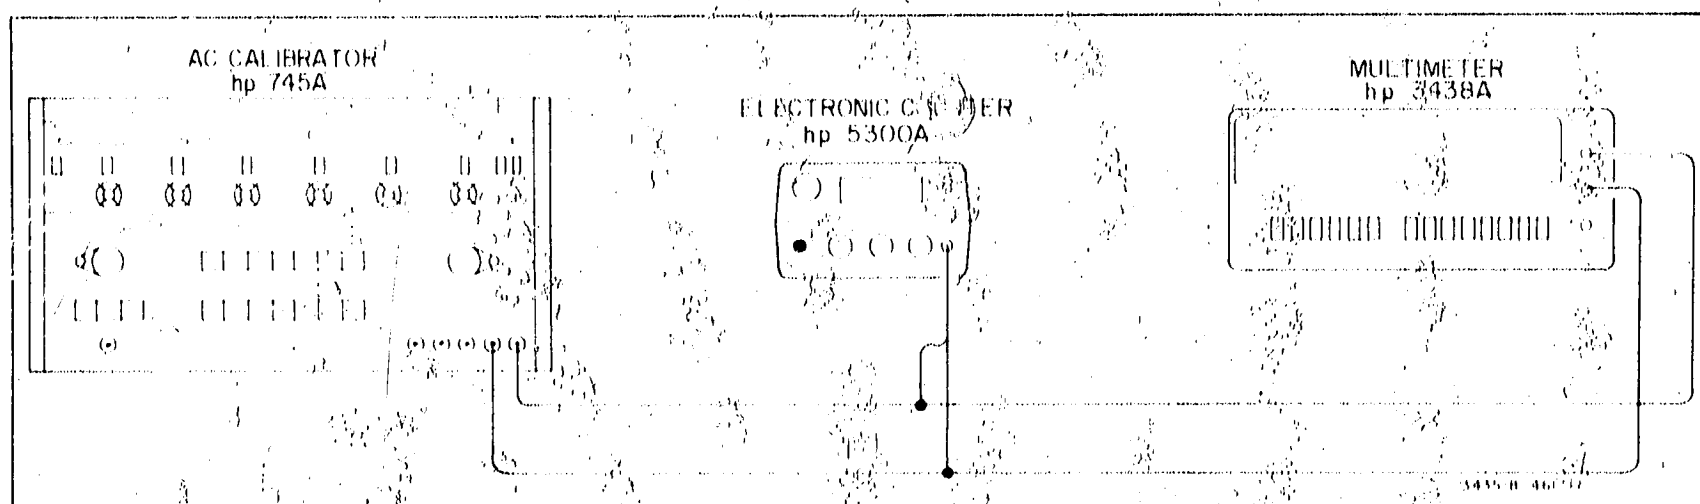 AC CALIBRATOR
hp 745A
ELECTRONIC
hp 5300A
MULTIMETER
hp 3438A